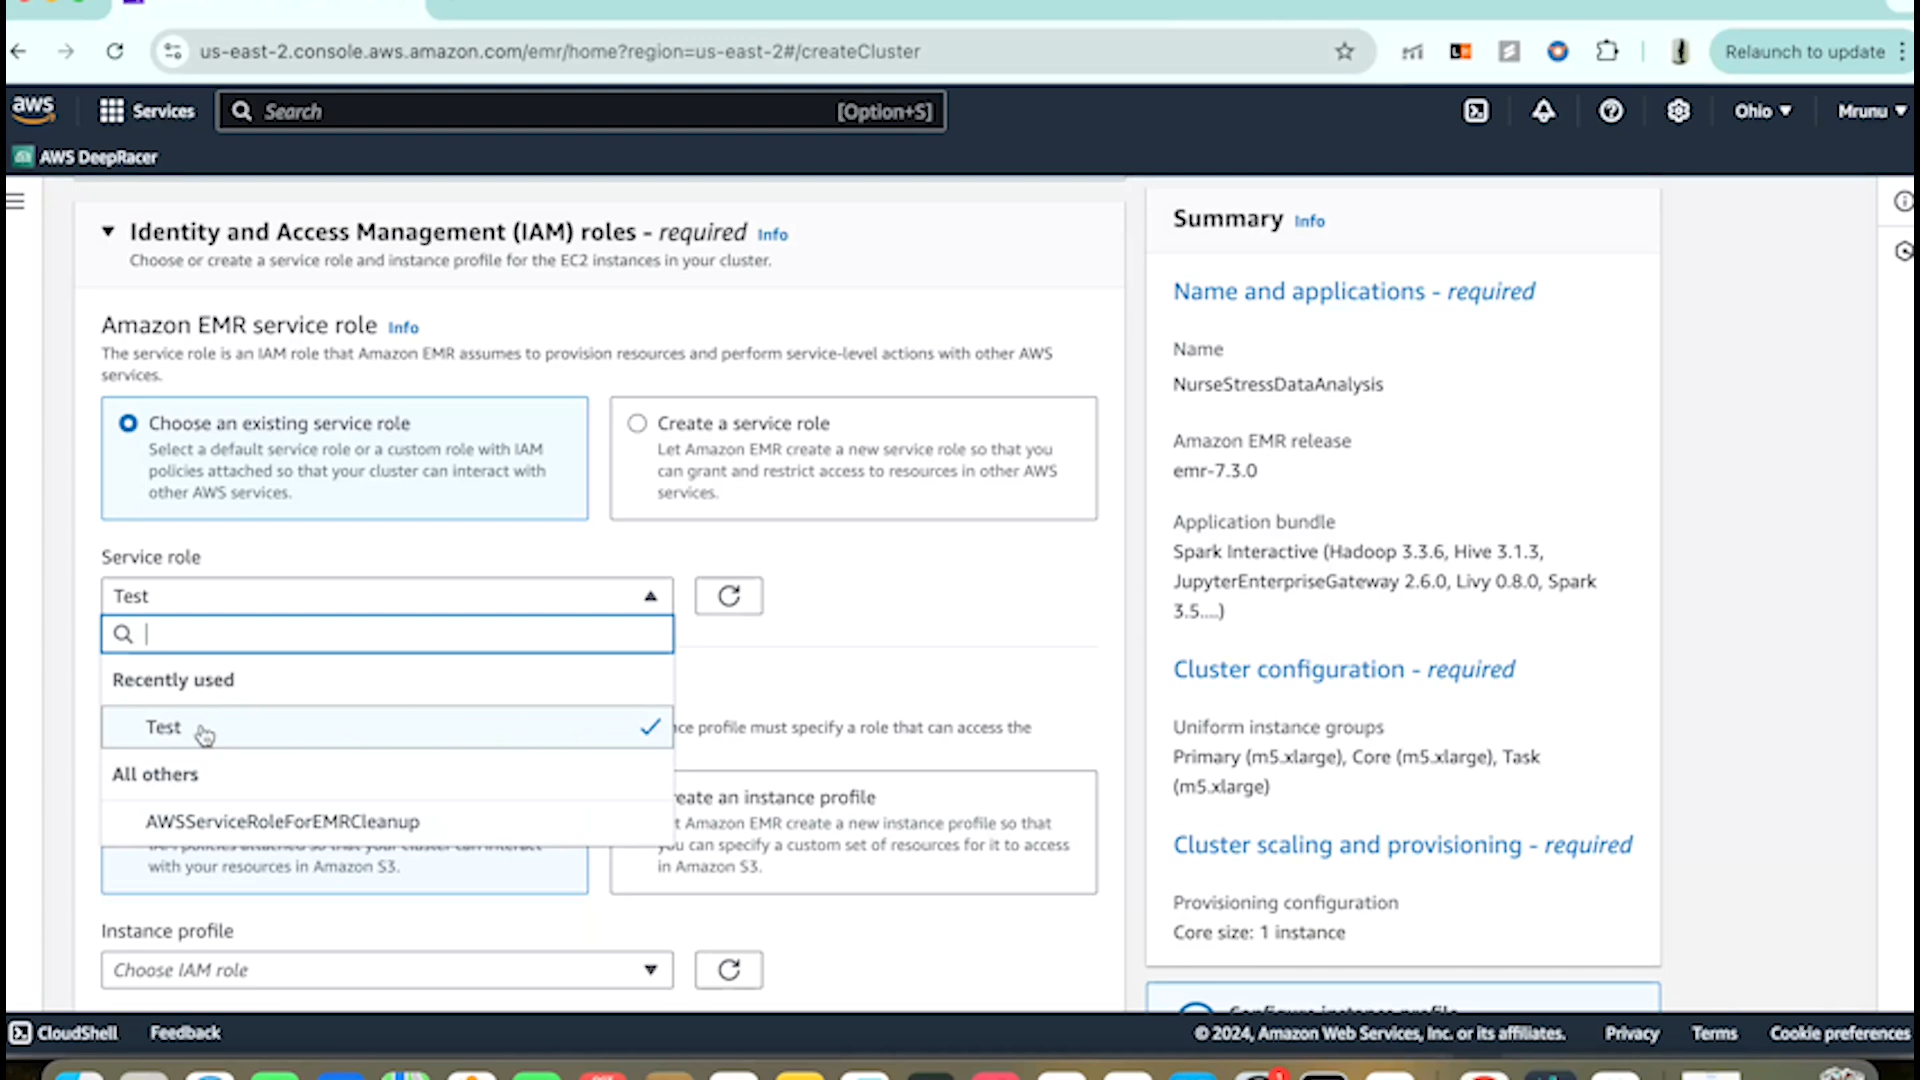 us-east-2.console.aws.amazon.com/emr/home?region=us-east-2#/createCluster
Relaunch to update
aws
Services
Search
[Option+S]
Ohio
Mrunu
AWS DeepRacer
Identity and Access Management (IAM) roles - required Info
Choose or create a service role and instance profile for the EC2 instances in your cluster.
Amazon EMR service role Info
The service role is an IAM role that Amazon EMR assumes to provision resources and perform service-level actions with other AWS
services.
Choose an existing service role
Select a default service role or a custom role with IAM
policies attached so that your cluster can interact with
other AWS services.
Create a service role
Let Amazon EMR create a new service role so that you
can grant and restrict access to resources in other AWS
services.
Service role
Test
Recently used
Test
All others
AWSServiceRoleForEMRCleanup
profile must specify a role that can access the
IAM policies attached so that your cluster can interact
with your resources in Amazon S3.
an instance profile
Amazon EMR create a new instance profile so that
you can specify a custom set of resources for it to access
in Amazon S3.
Instance profile
Choose IAM role
Summary Info
Name and applications - required
Name
NurseStressDataAnalysis
Amazon EMR release
emr-7.3.0
Application bundle
Spark Interactive (Hadoop 3.3.6, Hive 3.1.3,
JupyterEnterpriseGateway 2.6.0, Livy 0.8.0, Spark
3.5....)
Cluster configuration - required
Uniform instance groups
Primary (m5.xlarge), Core (m5.xlarge), Task
(m5.xlarge)
Cluster scaling and provisioning - required
Provisioning configuration
Core size: 1 instance
Configure instance profile
CloudShell
Feedback
© 2024, Amazon Web Services, Inc. or its affiliates.
Privacy
Terms
Cookie preferences